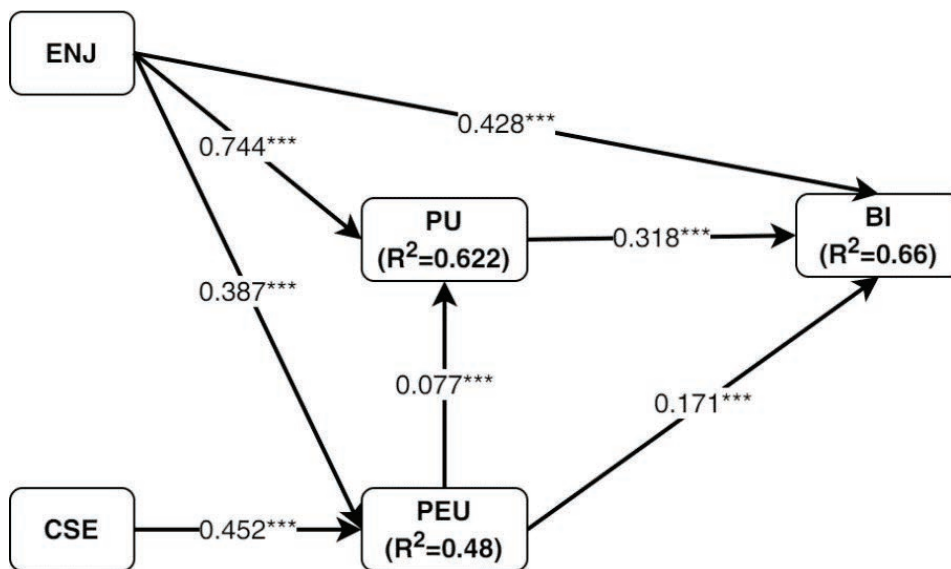 ENJ
0.428***
0.744***
PU
(R²=0.622)
0.318***
BI
(R²=0.66)
0.387***
0.077***
0.171***
CSE
0.452***
PEU
(R²=0.48)